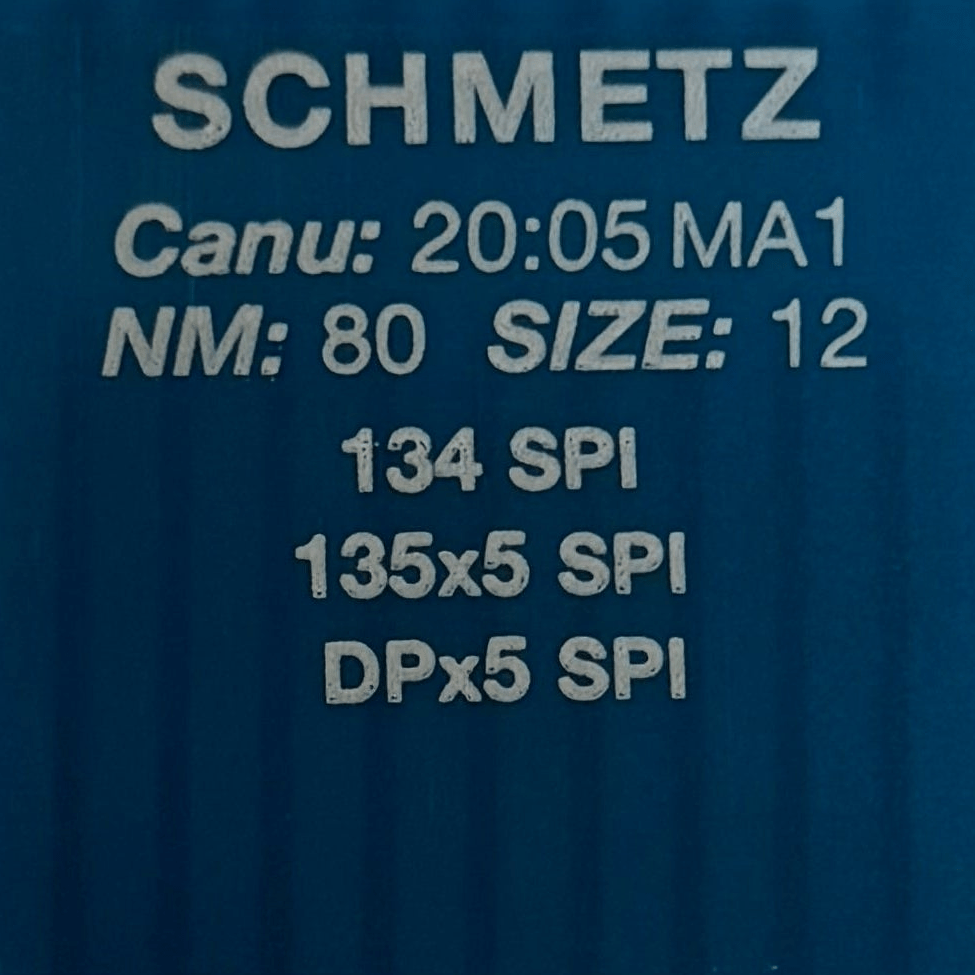 SCHMETZ
Canu: 20:05 MA1
NM: 80 SIZE: 12
134 SPI
135x5 SPI
DPx5 SPI